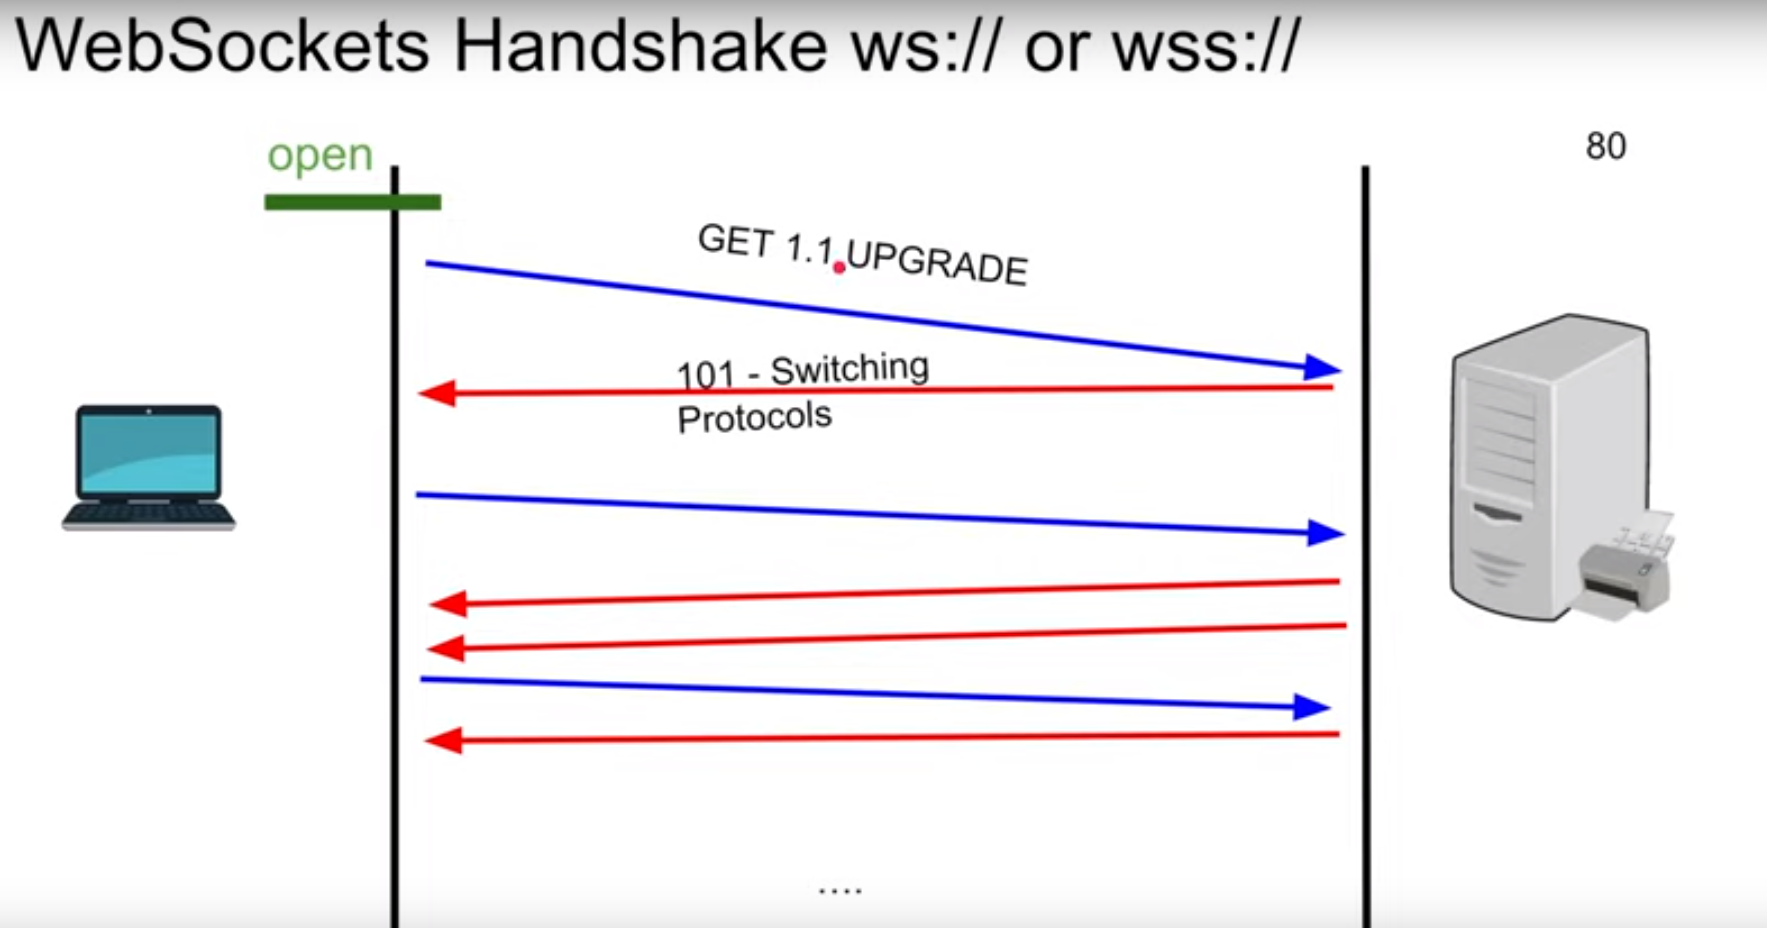 WebSockets Handshake ws:// or wss://
open
80
GET 1.1 UPGRADE
101 - Switching
Protocols
....